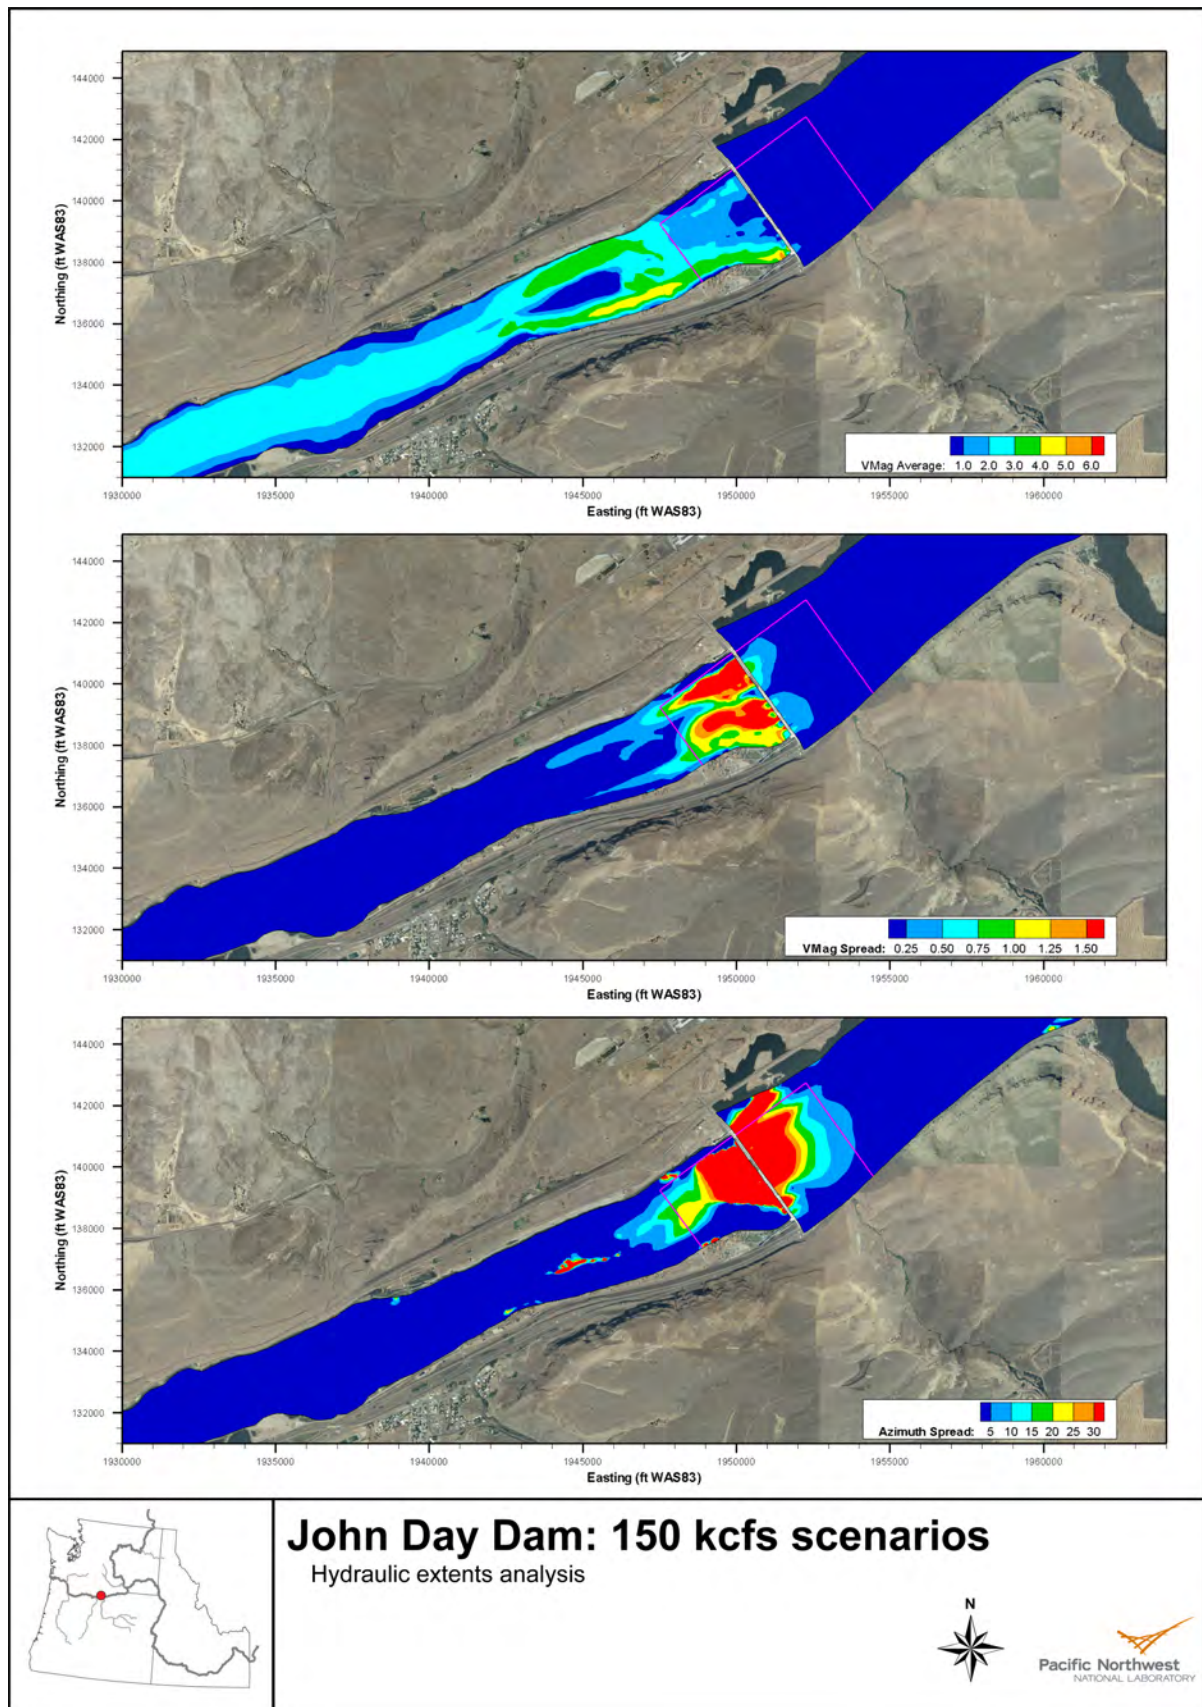 144000
142000
140000
138000
136000
134000
132000
Northing (ft WAS83)
VMag Average: 1.0 2.0 3.0 4.0 5.0 6.0
1930000 1935000 1940000 1945000 1950000 1955000 1960000
Easting (ft WAS83)
144000
142000
140000
138000
136000
134000
132000
Northing (ft WAS83)
VMag Spread: 0.25 0.50 0.75 1.00 1.25 1.50
1930000 1935000 1940000 1945000 1950000 1955000 1960000
Easting (ft WAS83)
144000
142000
140000
138000
136000
134000
132000
Northing (ft WAS83)
Azimuth Spread: 5 10 15 20 25 30
1930000 1935000 1940000 1945000 1950000 1955000 1960000
Easting (ft WAS83)
John Day Dam: 150 kcfs scenarios
Hydraulic extents analysis
N
Pacific Northwest
NATIONAL LABORATORY